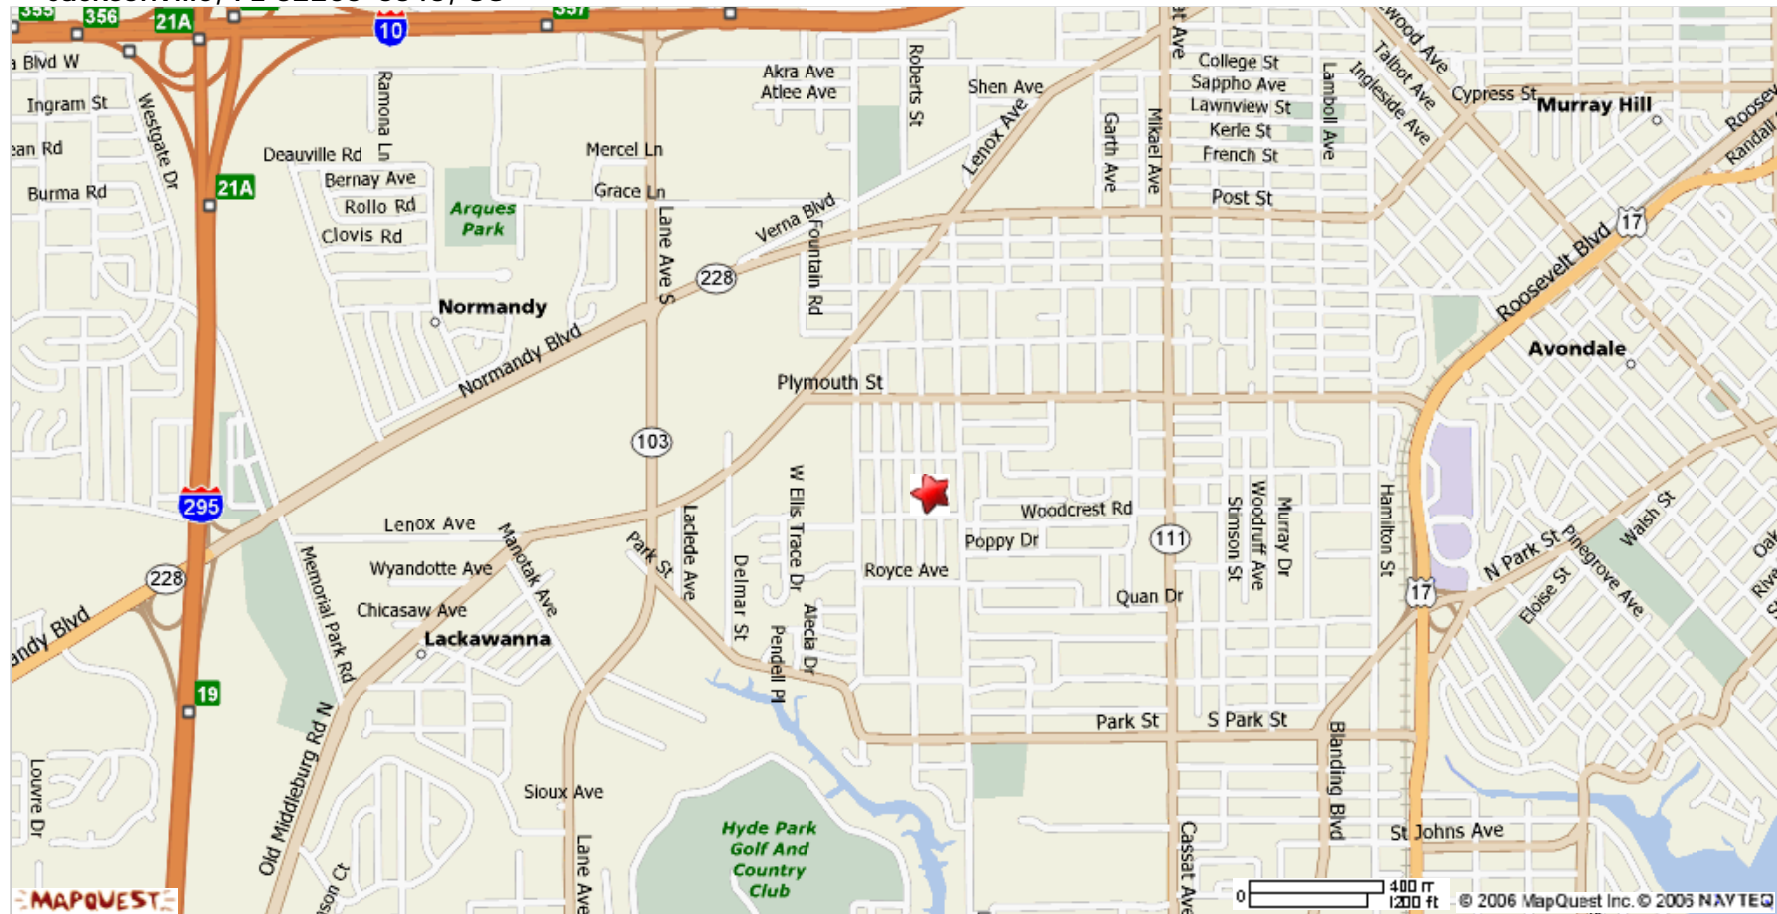 355
356
21A
10
357
Blvd W
Ingram St
Westgate Dr
Burma Rd
21A
Ramona Ln
Deauville Rd
Bernay Ave
Rollo Rd
Clovis Rd
Arques
Park
Mercel Ln
Grace Ln
Lane Ave S
Akra Ave
Atlee Ave
Roberts St
Shen Ave
Lenox Ave
Verna Blvd
Fountain Rd
228
Garth Ave
Mikael Ave
College St
Sappho Ave
Lawnview St
Kerle St
French St
Post St
Lamboll Ave
Ingleside Ave
Talbot Ave
Cypress St
Murray Hill
Randall
17
Roosevelt Blvd
Normandy
Normandy Blvd
Plymouth St
Avondale
103
295
228
Lenox Ave
Manotak Ave
Wyandotte Ave
Chicasaw Ave
Lackawanna
Memorial Park Rd
Park St
Laclede Ave
Delmar St
W Ellis Trace Dr
Alecia Dr
Pendell Pl
Woodcrest Rd
Poppy Dr
Royce Ave
Quan Dr
111
Stimson St
Woodruff Ave
Murray Dr
Hamilton St
17
N Park St
Pinegrove Ave
Walsh St
Eloise St
19
Old Middleburg Rd N
Louvre Dr
Sioux Ave
Lane Ave
Hyde Park
Golf And
Country
Club
Park St
S Park St
Blanding Blvd
Cassat Ave
St Johns Ave
MAPQUEST
0
400 m
1200 ft
© 2006 MapQuest Inc. © 2006 NAVTEQ